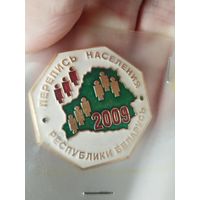 ПЕРЕПИСЬ НАСЕЛЕНИЯ
2009
РЕСПУБЛИКИ БЕЛАРУСЬ